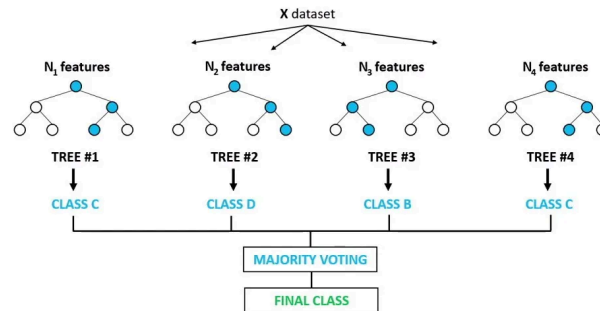 X dataset
N₁ features
N₂ features
N₃ features
N₄ features
TREE #1
TREE #2
TREE #3
TREE #4
CLASS C
CLASS D
CLASS B
CLASS C
MAJORITY VOTING
FINAL CLASS